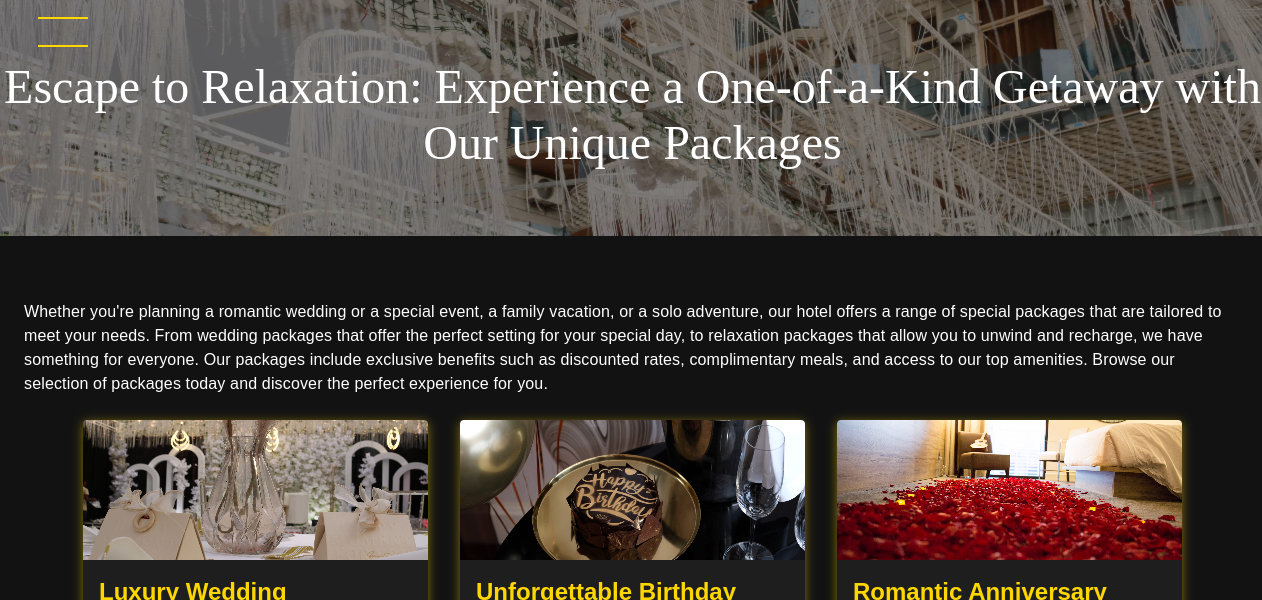 Escape to Relaxation: Experience a One-of-a-Kind Getaway with
Our Unique Packages
Whether you're planning a romantic wedding or a special event, a family vacation, or a solo adventure, our hotel offers a range of special packages that are tailored to
meet your needs. From wedding packages that offer the perfect setting for your special day, to relaxation packages that allow you to unwind and recharge, we have
something for everyone. Our packages include exclusive benefits such as discounted rates, complimentary meals, and access to our top amenities. Browse our
selection of packages today and discover the perfect experience for you.
Happy
Birthday
Luxury Wedding
Unforgettable Birthday
Romantic Anniversary